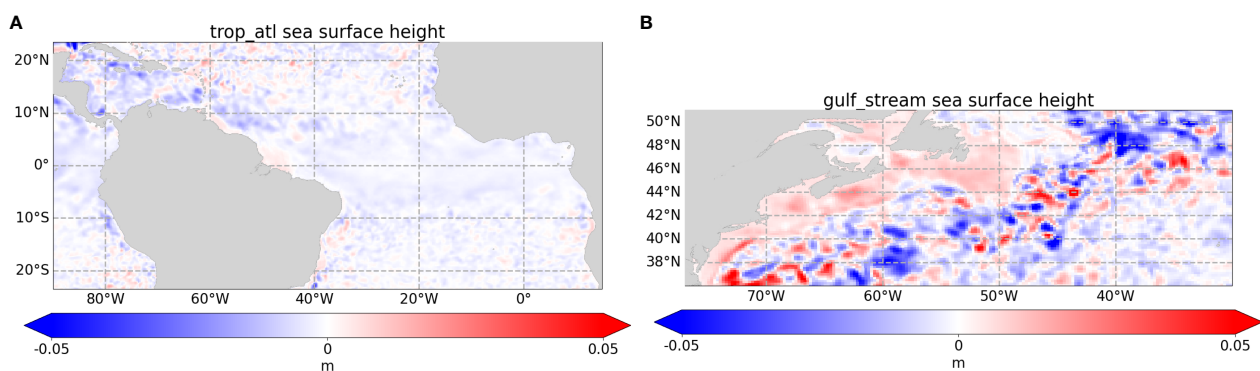 A
trop_atl sea surface height
20°N
10°N
0°
10°S
20°S
80°W 60°W 40°W 20°W 0°
-0.05 0 0.05
m
B
gulf_stream sea surface height
50°N
48°N
46°N
44°N
42°N
40°N
38°N
70°W 60°W 50°W 40°W
-0.05 0 0.05
m